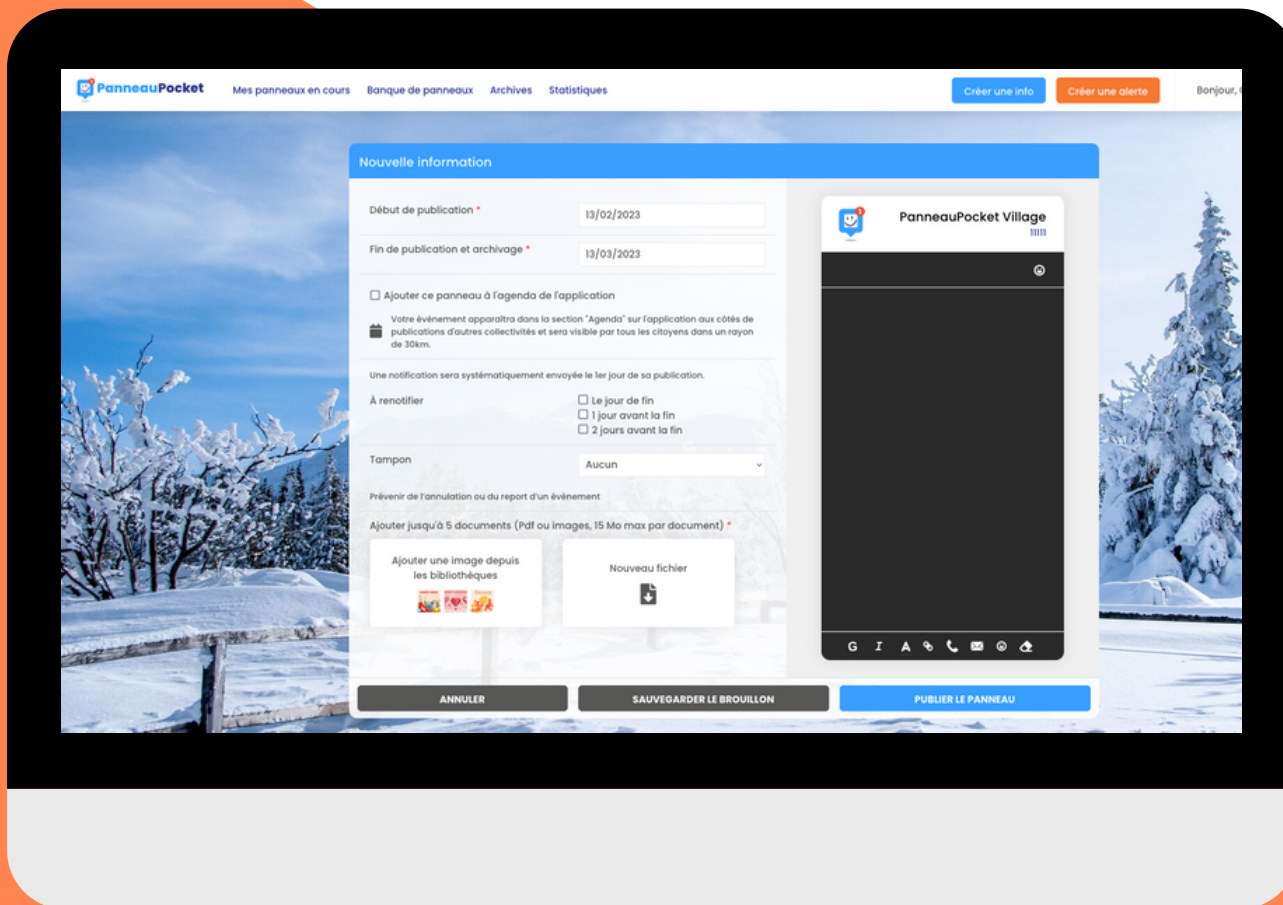 PanneauPocket
Mes panneaux en cours
Banque de panneaux
Archives
Statistiques
Créer une info
Créer une alerte
Bonjour,
Nouvelle information
Début de publication *
13/02/2023
Fin de publication et archivage *
13/03/2023
Ajouter ce panneau à l'agenda de l'application
Votre évènement apparaîtra dans la section "Agenda" sur l'application aux côtés de
publications d'autres collectivités et sera visible par tous les citoyens dans un rayon
de 30km.
Une notification sera systématiquement envoyée le 1er jour de sa publication.
À renotifier
Le jour de fin
1 jour avant la fin
2 jours avant la fin
Tampon
Aucun
Prévenir de l'annulation ou du report d'un évènement
Ajouter jusqu'à 5 documents (Pdf ou images, 15 Mo max par document) *
Ajouter une image depuis
les bibliothèques
Nouveau fichier
PanneauPocket Village
11111
G I A
ANNULER
SAUVEGARDER LE BROUILLON
PUBLIER LE PANNEAU